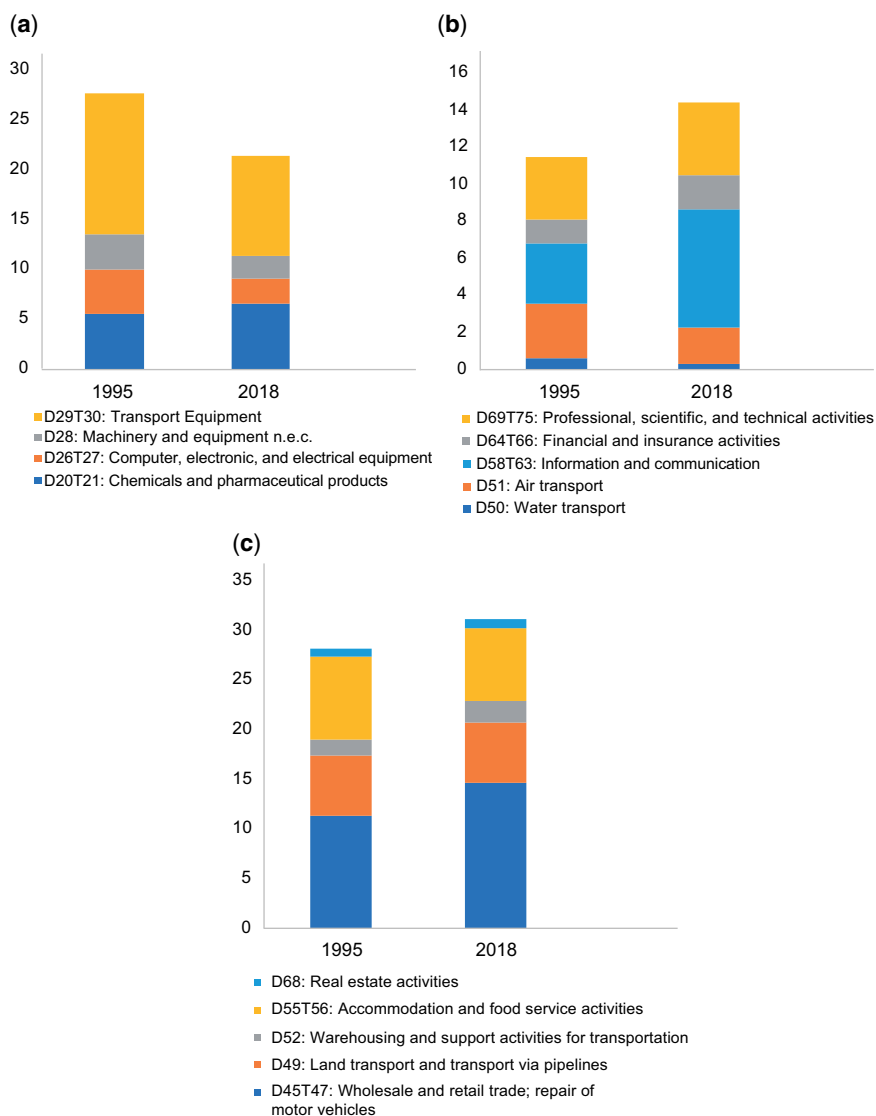 (a)
30
25
20
15
10
5
0
1995 2018
D29T30: Transport Equipment
D28: Machinery and equipment n.e.c.
D26T27: Computer, electronic, and electrical equipment
D20T21: Chemicals and pharmaceutical products
(b)
16
14
12
10
8
6
4
2
0
1995 2018
D69T75: Professional, scientific, and technical activities
D64T66: Financial and insurance activities
D58T63: Information and communication
D51: Air transport
D50: Water transport
(c)
35
30
25
20
15
10
5
0
1995 2018
D68: Real estate activities
D55T56: Accommodation and food service activities
D52: Warehousing and support activities for transportation
D49: Land transport and transport via pipelines
D45T47: Wholesale and retail trade; repair of
motor vehicles